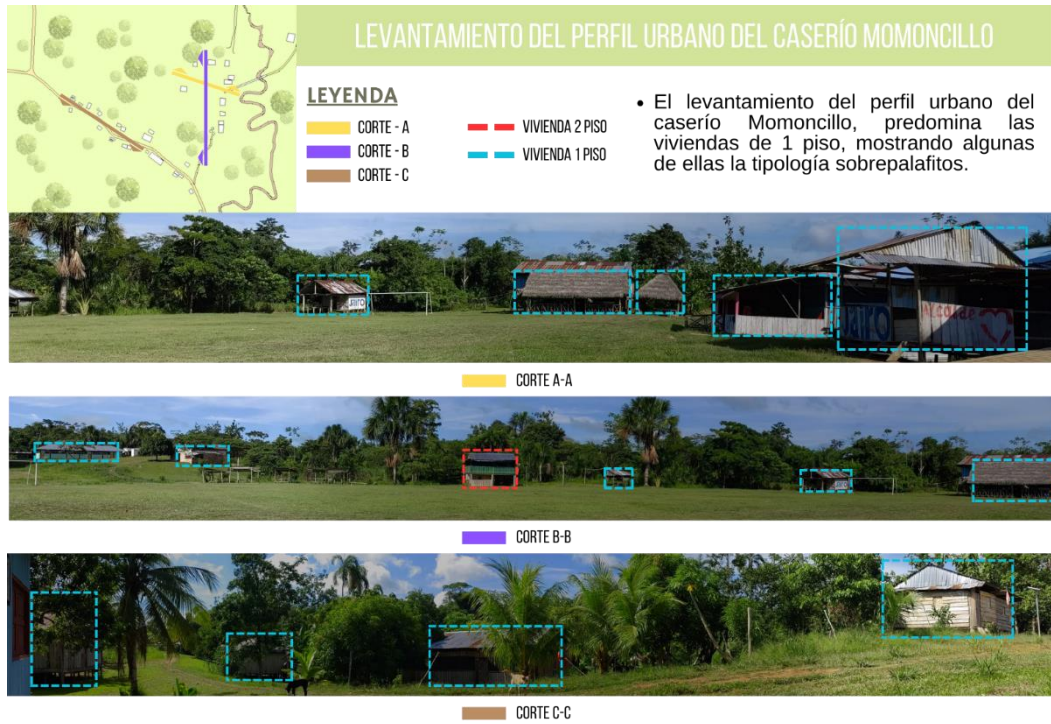 LEVANTAMIENTO DEL PERFIL URBANO DEL CASERÍO MOMONCILLO
LEYENDA
CORTE - A
CORTE - B
CORTE - C
VIVIENDA 2 PISO
VIVIENDA 1 PISO
• El levantamiento del perfil urbano del
caserío Momoncillo, predomina las
viviendas de 1 piso, mostrando algunas
de ellas la tipología sobrepalafitos.
Alcalde
CORTE A-A
CORTE B-B
CORTE C-C